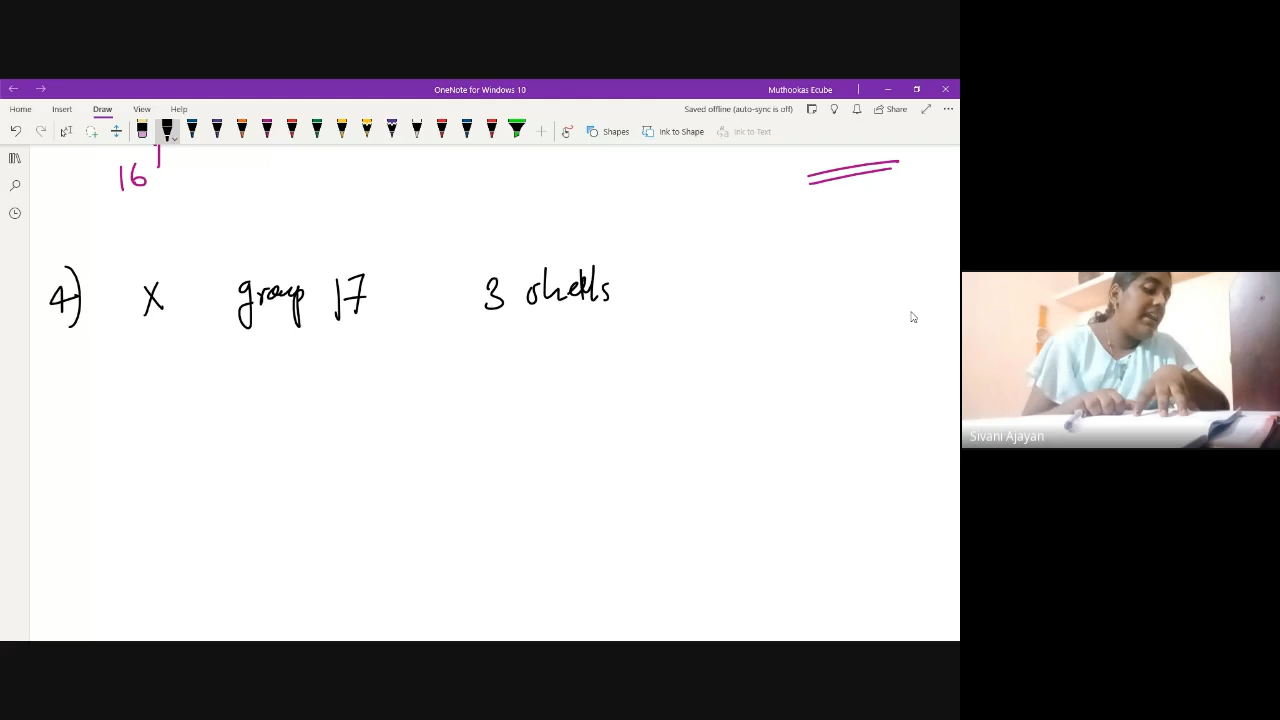 OneNote for Windows 10
Muthookas Ecube
Home Insert Draw View Help
Saved offline (auto-sync is off)
Share
Shapes
Ink to Shape
Ink to Text
16
4) X group 17 3 shells
Sivani Ajayan